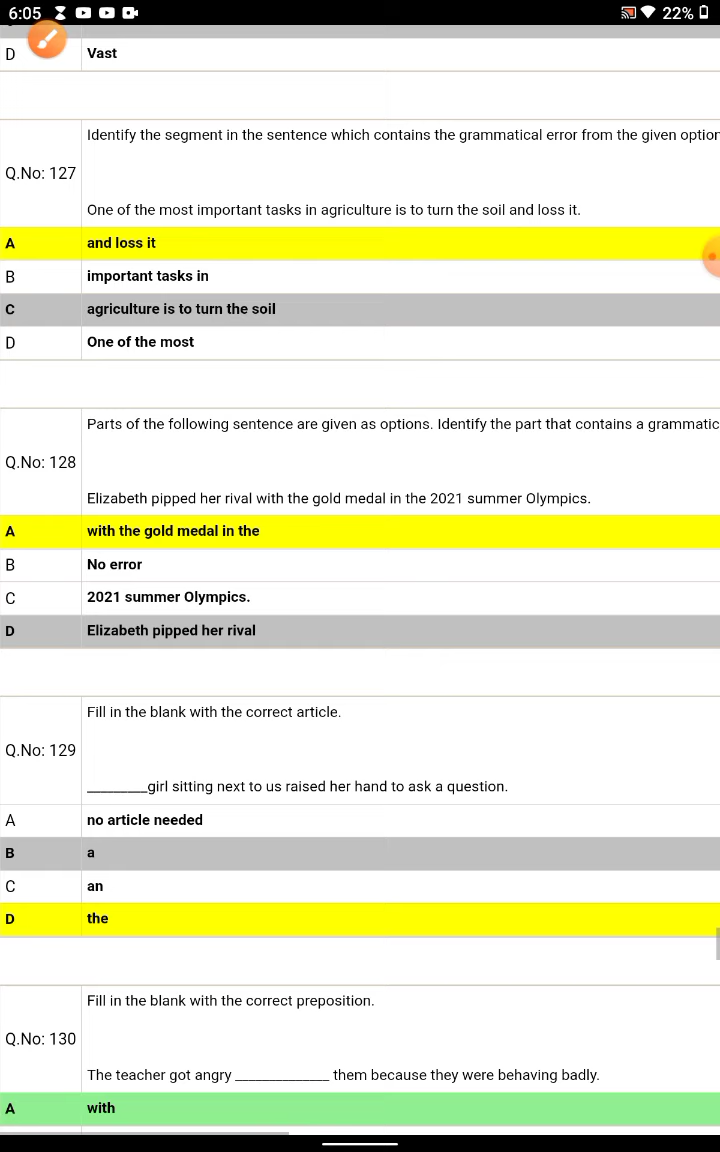 6:05
22%
D Vast
Identify the segment in the sentence which contains the grammatical error from the given option
Q.No: 127
One of the most important tasks in agriculture is to turn the soil and loss it.
A and loss it
B important tasks in
C agriculture is to turn the soil
D One of the most
Parts of the following sentence are given as options. Identify the part that contains a grammatic
Q.No: 128
Elizabeth pipped her rival with the gold medal in the 2021 summer Olympics.
A with the gold medal in the
B No error
C 2021 summer Olympics.
D Elizabeth pipped her rival
Fill in the blank with the correct article.
Q.No: 129
_________girl sitting next to us raised her hand to ask a question.
A no article needed
B a
C an
D the
Fill in the blank with the correct preposition.
Q.No: 130
The teacher got angry ______________ them because they were behaving badly.
A with